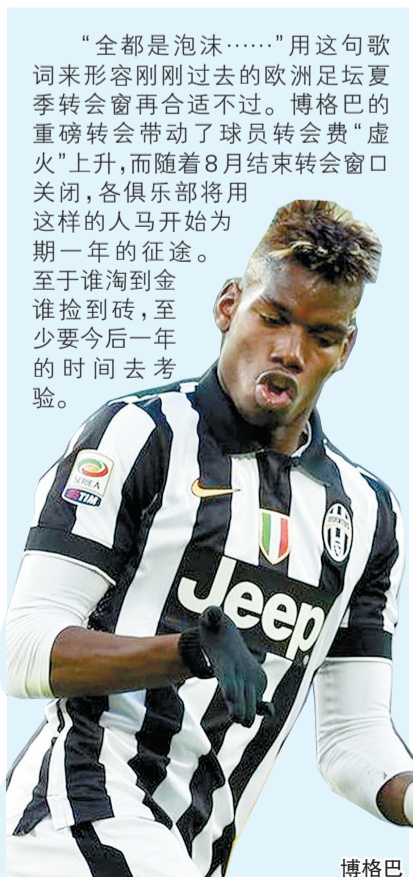 “全都是泡沫……”用这句歌
词来形容刚刚过去的欧洲足坛夏
季转会窗再合适不过。博格巴的
重磅转会带动了球员转会费“虚
火”上升，而随着8月结束转会窗口
关闭，各俱乐部将用
这样的人马开始为
期一年的征途。
至于谁淘到金
谁捡到砖，至
少要今后一年
的时间去考
验。
SERIE A
TIM
JUVENTUS
Jeep
博格巴